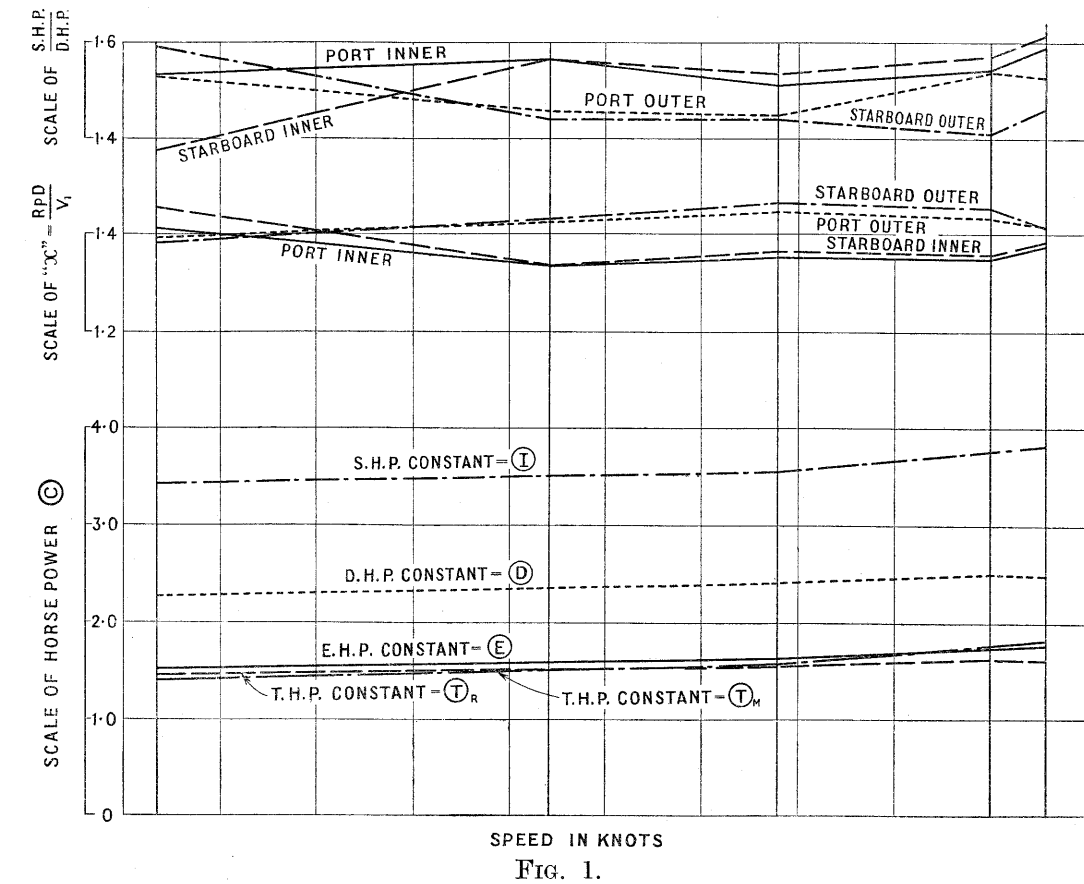 SCALE OF S.H.P. / D.H.P.
1·6
1·4
PORT INNER
PORT OUTER
STARBOARD INNER
STARBOARD OUTER
SCALE OF "x" = RpD / V₁
1·4
1·2
STARBOARD OUTER
PORT OUTER
STARBOARD INNER
PORT INNER
SCALE OF HORSE POWER Ⓒ
4·0
3·0
2·0
1·0
0
S.H.P. CONSTANT = Ⓘ
D.H.P. CONSTANT = Ⓓ
E.H.P. CONSTANT = Ⓔ
T.H.P. CONSTANT = Ⓣ R
T.H.P. CONSTANT = Ⓣ M
SPEED IN KNOTS
FIG. 1.